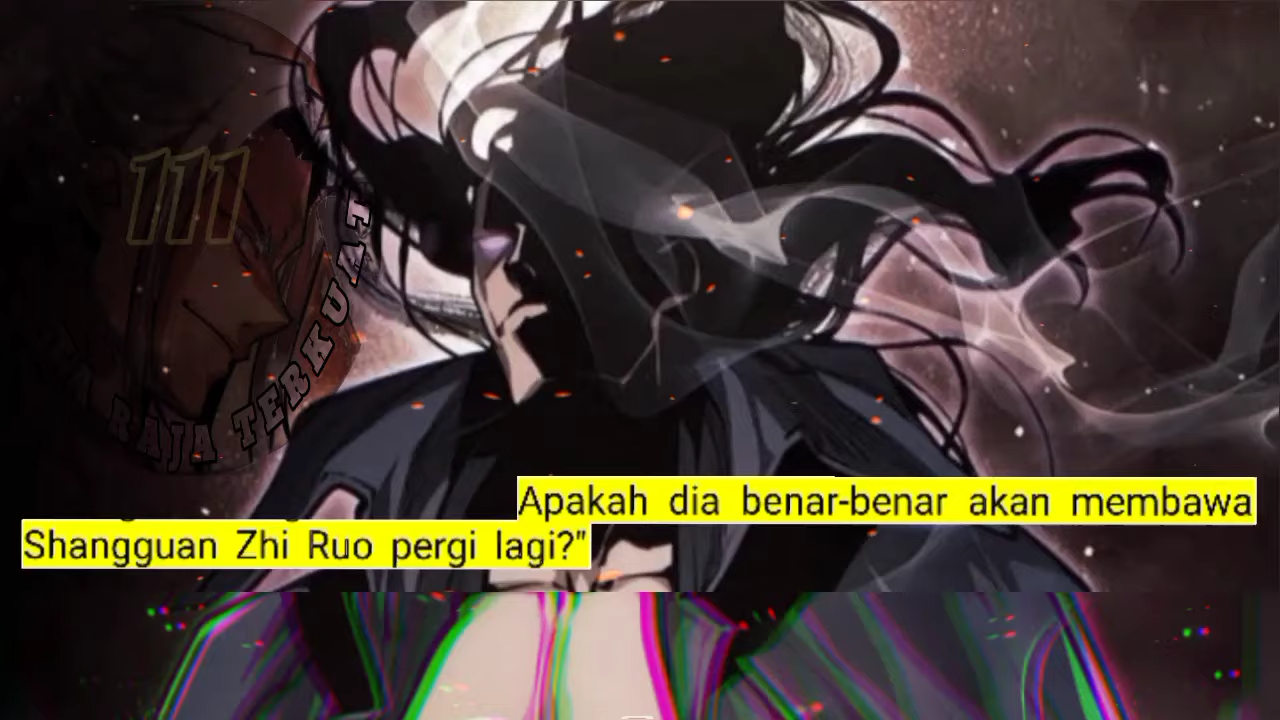 111
RAJA TERKUAT
Apakah dia benar-benar akan membawa
Shangguan Zhi Ruo pergi lagi?"